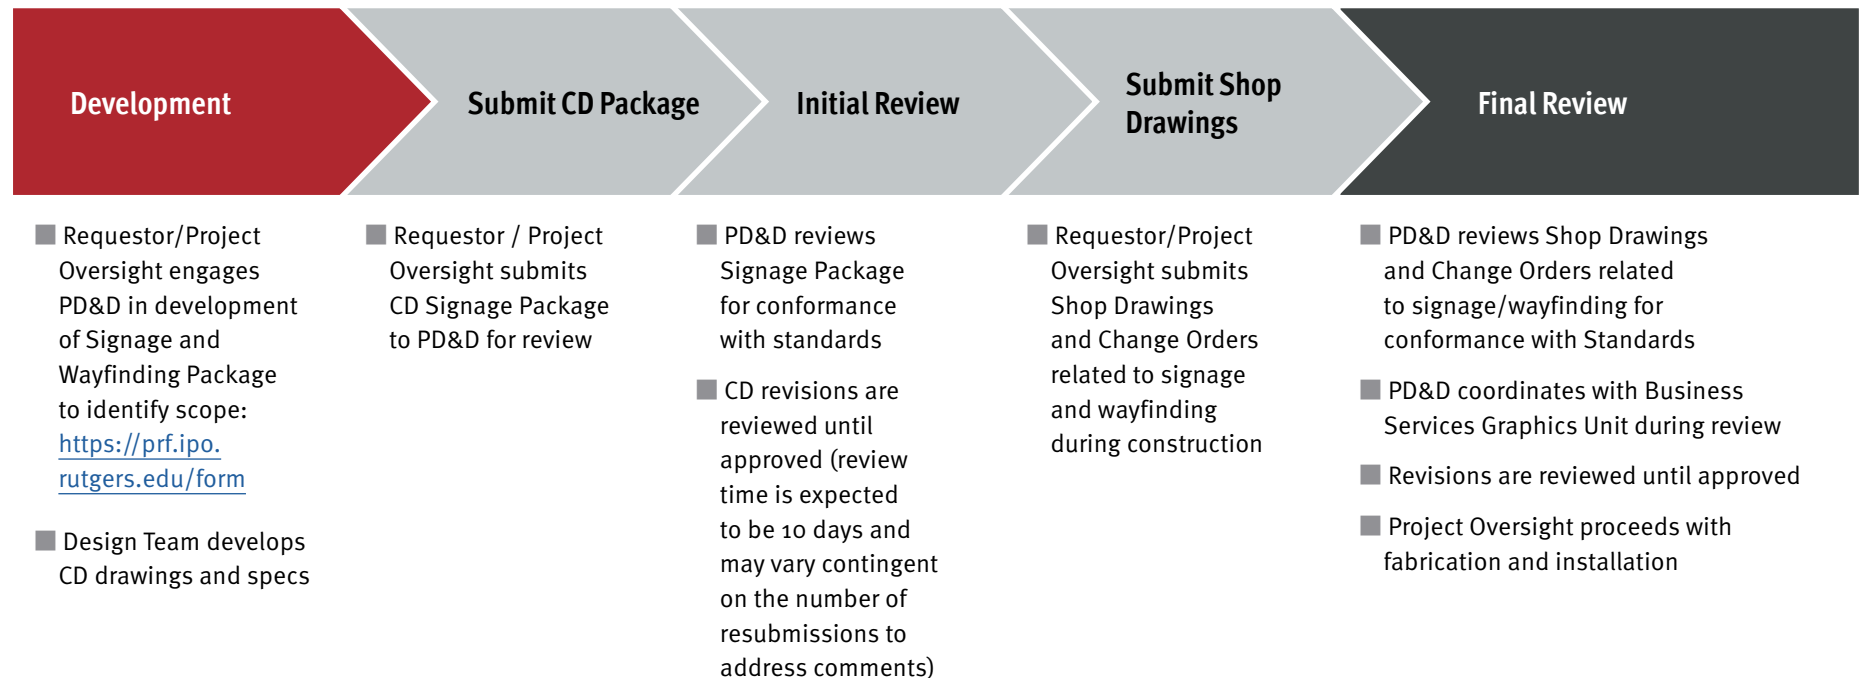 Development
Submit CD Package
Initial Review
Submit Shop
Drawings
Final Review
Requestor/Project
Oversight engages
PD&D in development
of Signage and
Wayfinding Package
to identify scope:
https://prf.ipo.
rutgers.edu/form
Design Team develops
CD drawings and specs
Requestor / Project
Oversight submits
CD Signage Package
to PD&D for review
PD&D reviews
Signage Package
for conformance
with standards
CD revisions are
reviewed until
approved (review
time is expected
to be 10 days and
may vary contingent
on the number of
resubmissions to
address comments)
Requestor/Project
Oversight submits
Shop Drawings
and Change Orders
related to signage
and wayfinding
during construction
PD&D reviews Shop Drawings
and Change Orders related
to signage/wayfinding for
conformance with Standards
PD&D coordinates with Business
Services Graphics Unit during review
Revisions are reviewed until approved
Project Oversight proceeds with
fabrication and installation